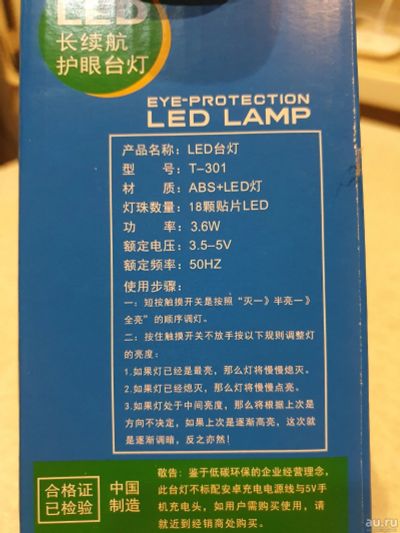 LED
长续航
护眼台灯
EYE-PROTECTION
LED LAMP
产品名称：LED台灯
型 号：T-301
材 质：ABS+LED灯
灯珠数量：18颗贴片LED
功 率：3.6W
额定电压：3.5-5V
额定频率：50HZ
使用步骤：
一：短按触摸开关是按照“灭一》半亮一》
全亮”的顺序调灯。
二：按住触摸开关不放手按以下规则调整灯
的亮度：
1.如果灯已经是最亮，那么灯将慢慢熄灭。
2.如果灯已经熄灭，那么灯将慢慢点亮。
3.如果灯处于中间亮度，那么将根据上次是
方向不决定，如果上次是逐渐高亮，这次就
是逐渐调暗，反之亦然！
合格证
已检验
中国
制造
敬告：鉴于低碳环保的企业经营理念，
此台灯不标配安卓充电电源线与5V手
机充电头，如用户需购买使用，请
就近到经销商处购买。
au.ru